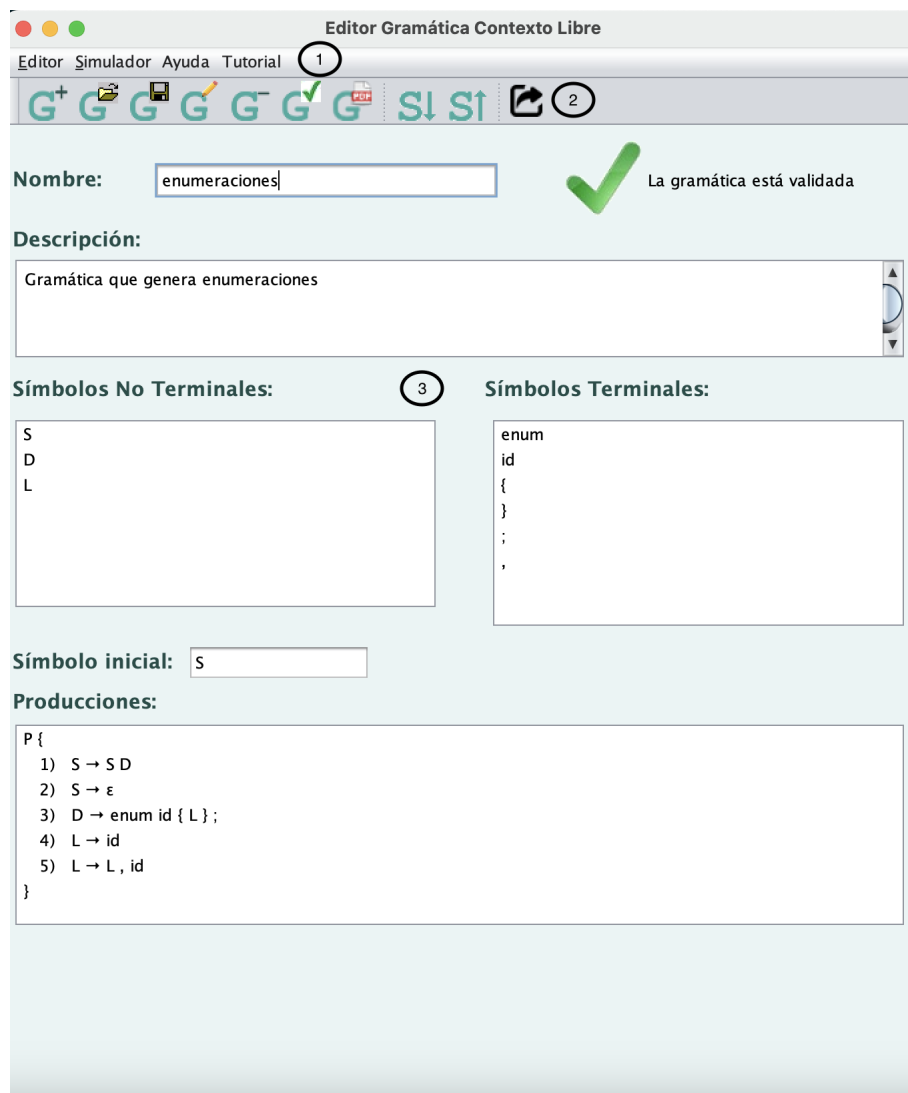 Editor Gramática Contexto Libre
Editor Simulador Ayuda Tutorial 1
G+ G G G G− G G PDF S↓ S↑ 2
Nombre: enumeraciones La gramática está validada
Descripción:
Gramática que genera enumeraciones
Símbolos No Terminales: 3 Símbolos Terminales:
S enum
D id
L {
}
;
,
Símbolo inicial: S
Producciones:
P {
1) S → S D
2) S → ε
3) D → enum id { L } ;
4) L → id
5) L → L , id
}